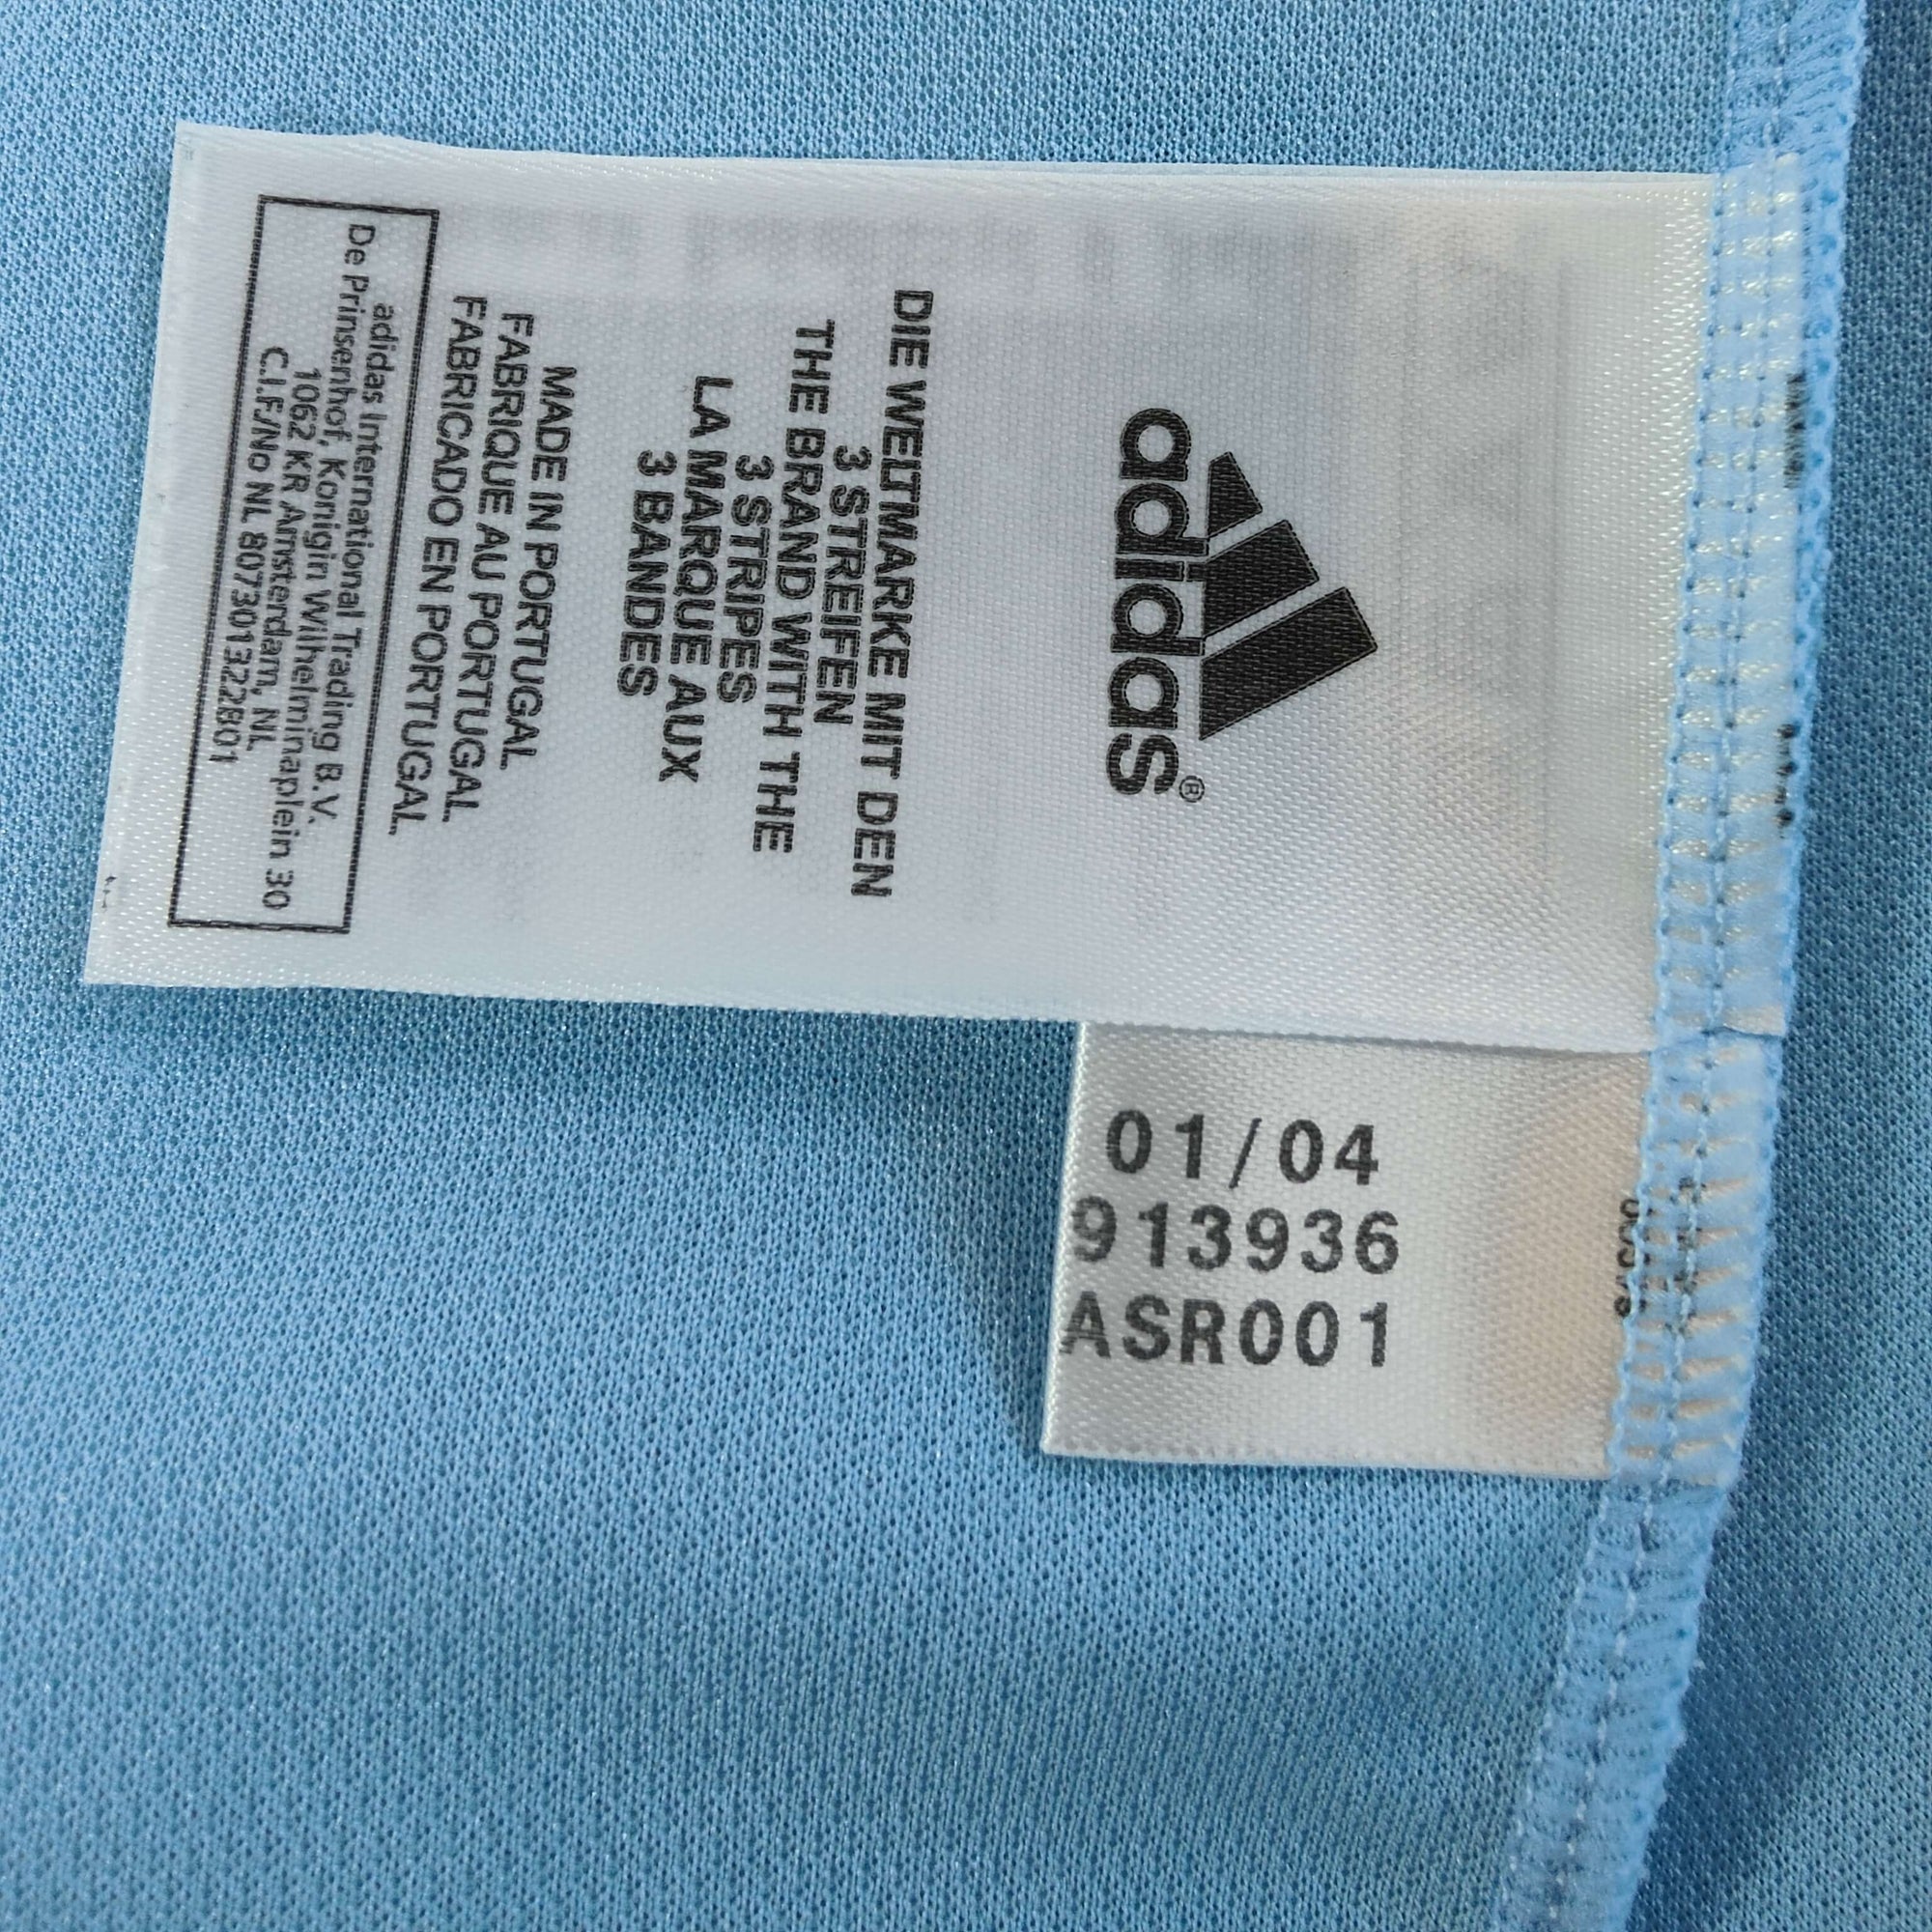 adidas®
DIE WELTMARKE MIT DEN
3 STREIFEN
THE BRAND WITH THE
3 STRIPES
LA MARQUE AUX
3 BANDES
MADE IN PORTUGAL
FABRIQUE AU PORTUGAL
FABRICADO EN PORTUGAL
adidas International Trading B.V.
De Prinsenhof, Konigin Wilhelminaplein 30
1062 KR Amsterdam, NL
C.I.F./No NL 807301322B01
01/04
913936
ASR001